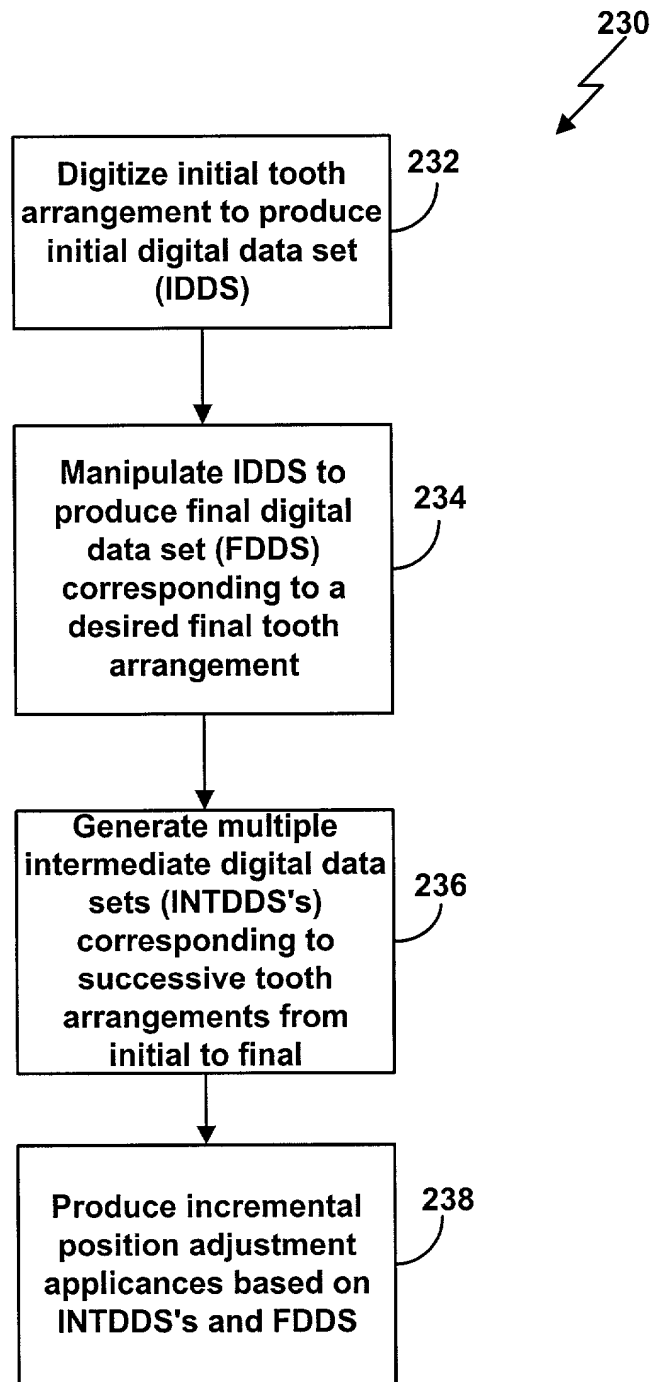 230
Digitize initial tooth
arrangement to produce
initial digital data set
(IDDS)
232
Manipulate IDDS to
produce final digital
data set (FDDS)
corresponding to a
desired final tooth
arrangement
234
Generate multiple
intermediate digital data
sets (INTDDS's)
corresponding to
successive tooth
arrangements from
initial to final
236
Produce incremental
position adjustment
applicances based on
INTDDS's and FDDS
238